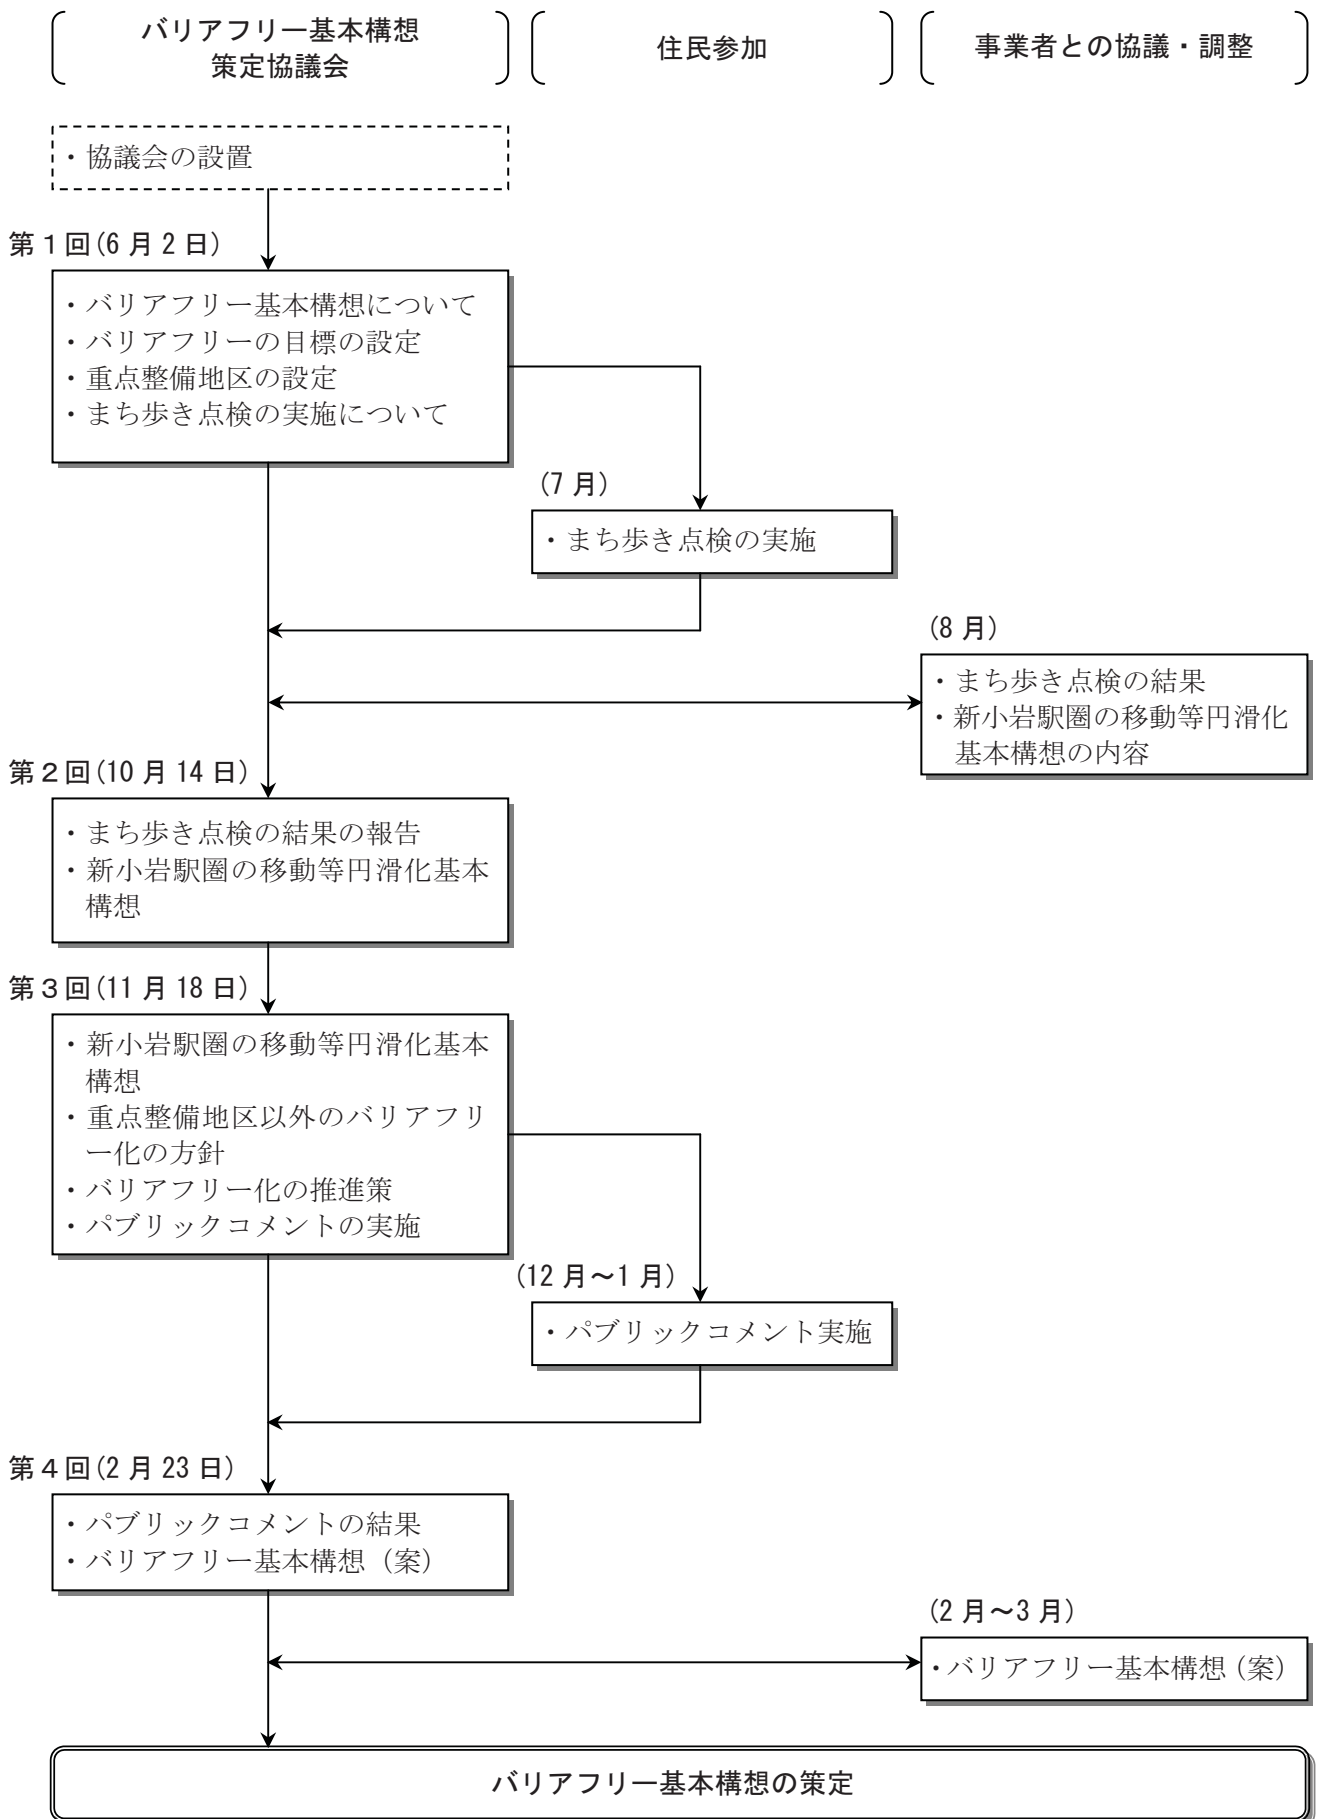 バリアフリー基本構想
策定協議会
住民参加
事業者との協議・調整
・協議会の設置
第1回(6月2日)
・バリアフリー基本構想について
・バリアフリーの目標の設定
・重点整備地区の設定
・まち歩き点検の実施について
(7月)
・まち歩き点検の実施
(8月)
・まち歩き点検の結果
・新小岩駅圏の移動等円滑化
基本構想の内容
第2回(10月14日)
・まち歩き点検の結果の報告
・新小岩駅圏の移動等円滑化基本
構想
第3回(11月18日)
・新小岩駅圏の移動等円滑化基本
構想
・重点整備地区以外のバリアフリ
ー化の方針
・バリアフリー化の推進策
・パブリックコメントの実施
(12月～1月)
・パブリックコメント実施
第4回(2月23日)
・パブリックコメントの結果
・バリアフリー基本構想（案）
(2月～3月)
・バリアフリー基本構想（案）
バリアフリー基本構想の策定